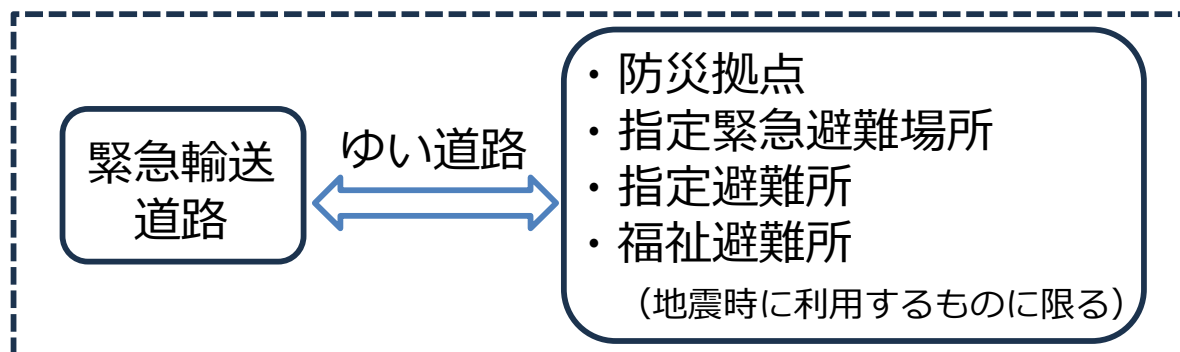 緊急輸送
道路
ゆい道路
・防災拠点
・指定緊急避難場所
・指定避難所
・福祉避難所
（地震時に利用するものに限る）